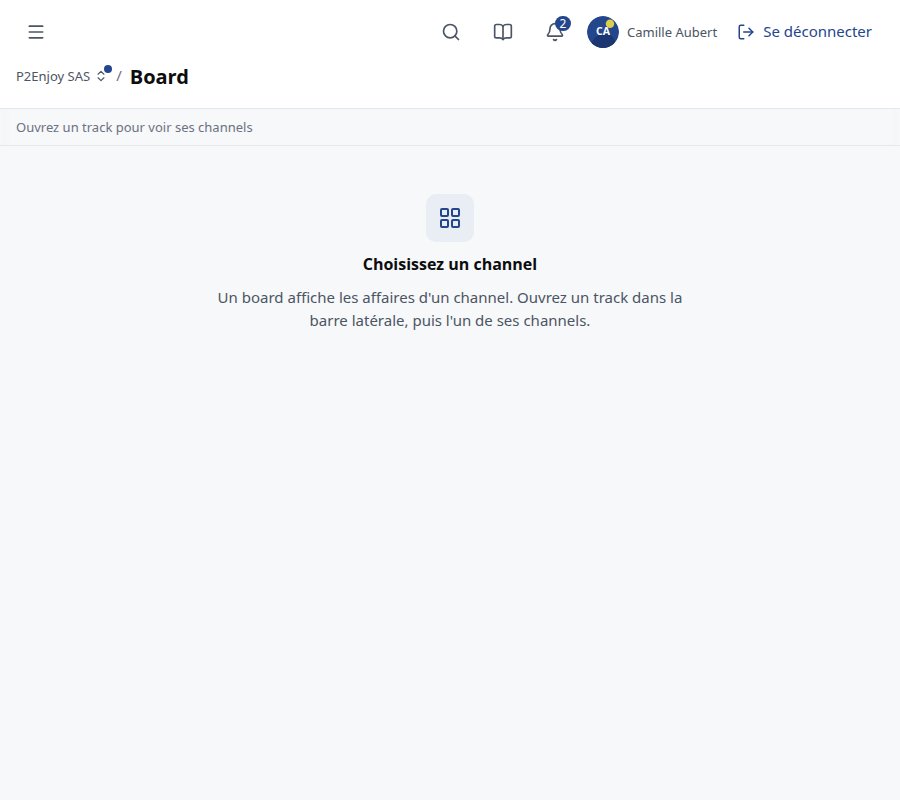 2
CA
Camille Aubert
Se déconnecter
P2Enjoy SAS / Board
Ouvrez un track pour voir ses channels
Choisissez un channel
Un board affiche les affaires d'un channel. Ouvrez un track dans la
barre latérale, puis l'un de ses channels.